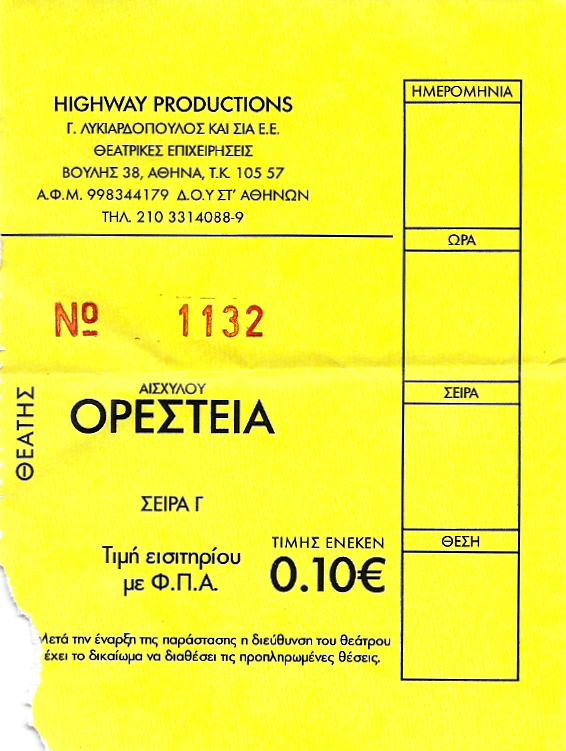 HIGHWAY PRODUCTIONS
Γ. ΛΥΚΙΑΡΔΟΠΟΥΛΟΣ ΚΑΙ ΣΙΑ Ε.Ε.
ΘΕΑΤΡΙΚΕΣ ΕΠΙΧΕΙΡΗΣΕΙΣ
ΒΟΥΛΗΣ 38, ΑΘΗΝΑ, Τ.Κ. 105 57
Α.Φ.Μ. 998344179 Δ.Ο.Υ ΣΤ' ΑΘΗΝΩΝ
ΤΗΛ. 210 3314088-9
Nº 1132
ΘΕΑΤΗΣ
ΑΙΣΧΥΛΟΥ
ΟΡΕΣΤΕΙΑ
ΣΕΙΡΑ Γ
Τιμή εισιτηρίου
με Φ.Π.Α.
ΤΙΜΗΣ ΕΝΕΚΕΝ
0.10€
Μετά την έναρξη της παράστασης η διεύθυνση του θεάτρου
έχει το δικαίωμα να διαθέσει τις προπληρωμένες θέσεις.
ΗΜΕΡΟΜΗΝΙΑ
ΩΡΑ
ΣΕΙΡΑ
ΘΕΣΗ